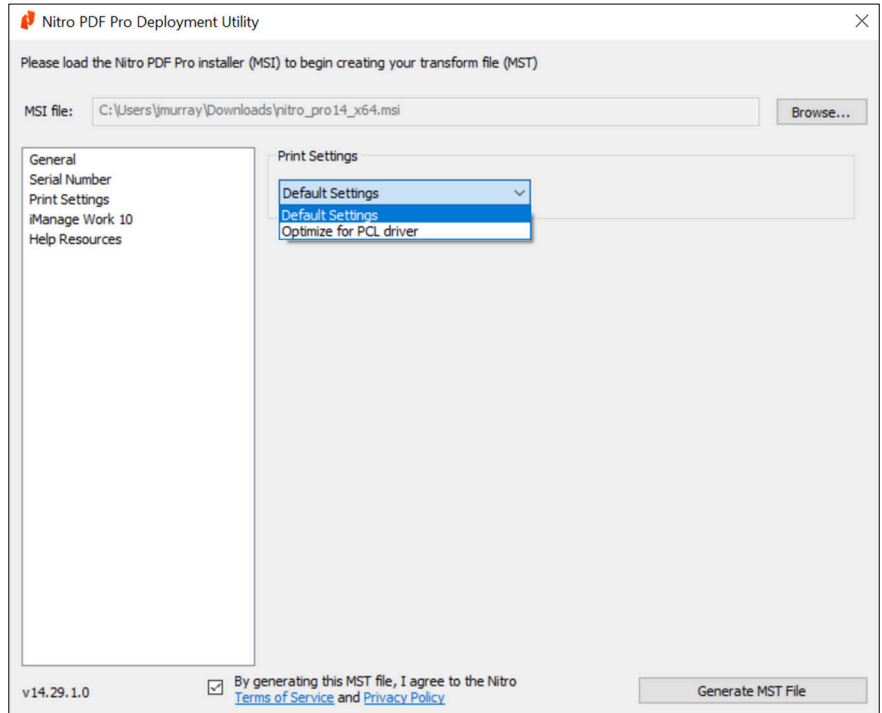 Nitro PDF Pro Deployment Utility
Please load the Nitro PDF Pro installer (MSI) to begin creating your transform file (MST)
MSI file:
C:\Users\jmurray\Downloads\nitro_pro14_x64.msi
Browse...
General
Serial Number
Print Settings
iManage Work 10
Help Resources
Print Settings
Default Settings
Default Settings
Optimize for PCL driver
v14.29.1.0
By generating this MST file, I agree to the Nitro
Terms of Service and Privacy Policy
Generate MST File